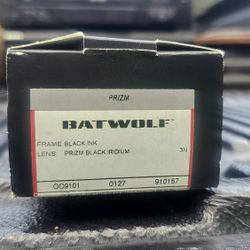 PRIZM
BATWOLF
FRAME: BLACK INK
LENS: PRIZM BLACK IRIDIUM 3N
OO9101 0127 910157